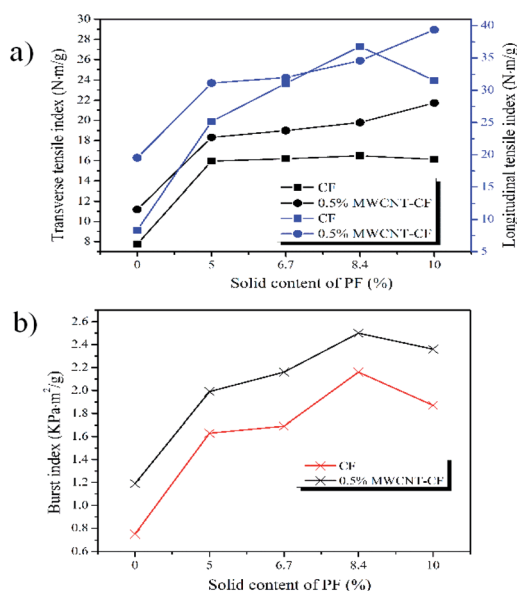 a)
Transverse tensile index (N·m/g)
30
28
26
24
22
20
18
16
14
12
10
8
Longitudinal tensile index (N·m/g)
40
35
30
25
20
15
10
5
CF
0.5% MWCNT-CF
CF
0.5% MWCNT-CF
0 5 6.7 8.4 10
Solid content of PF (%)
b)
Burst index (KPa·m²/g)
2.6
2.4
2.2
2.0
1.8
1.6
1.4
1.2
1.0
0.8
0.6
CF
0.5% MWCNT-CF
0 5 6.7 8.4 10
Solid content of PF (%)